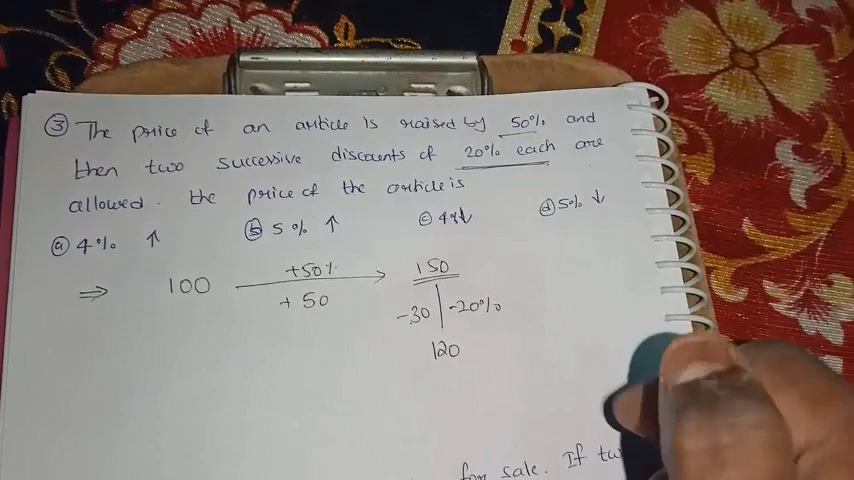 ③ The price of an article is raised by 50% and
then two successive discounts of 20% each are
allowed. the price of the article is
ⓐ 4% ↑ ⓑ 5% ↑ ⓒ 4%↓ ⓓ 5% ↓
⇒ 100 +50% 150
+50
-30 -20%
120
for sale. If